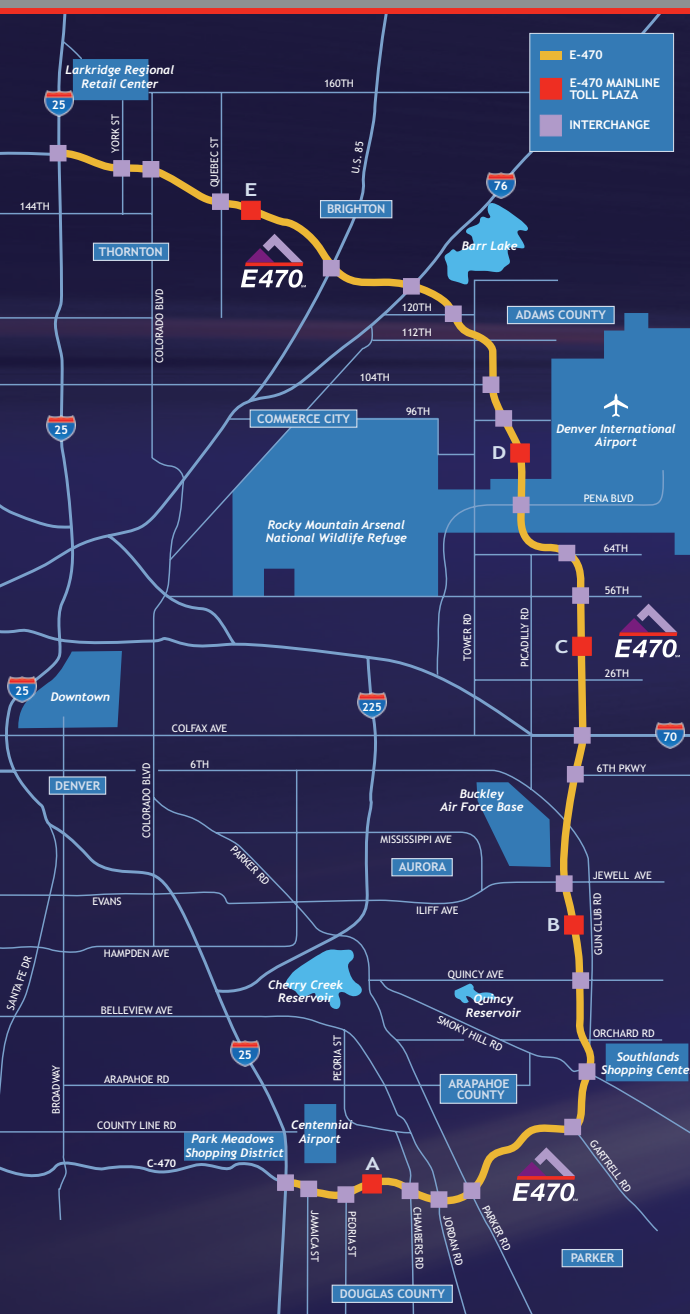 E-470
E-470 MAINLINE
TOLL PLAZA
INTERCHANGE
Larkridge Regional
Retail Center
160TH
25
YORK ST
QUEBEC ST
U.S. 85
76
E
144TH
BRIGHTON
THORNTON
Barr Lake
E470
COLORADO BLVD
120TH
ADAMS COUNTY
112TH
104TH
96TH
COMMERCE CITY
25
Denver International
Airport
D
PENA BLVD
Rocky Mountain Arsenal
National Wildlife Refuge
64TH
56TH
TOWER RD
PICADILLY RD
C
E470
26TH
25
Downtown
225
COLFAX AVE
70
6TH
6TH PKWY
DENVER
COLORADO BLVD
Buckley
Air Force Base
MISSISSIPPI AVE
PARKER RD
AURORA
JEWELL AVE
EVANS
ILIFF AVE
B
GUN CLUB RD
HAMPDEN AVE
SANTA FE DR
QUINCY AVE
Cherry Creek
Reservoir
Quincy
Reservoir
BELLEVIEW AVE
SMOKY HILL RD
ORCHARD RD
25
PEORIA ST
Southlands
Shopping Cente
BROADWAY
ARAPAHOE RD
ARAPAHOE
COUNTY
COUNTY LINE RD
Centennial
Airport
Park Meadows
Shopping District
C-470
A
GARTRELL RD
E470
JAMAICA ST
PEORIA ST
CHAMBERS RD
JORDAN RD
PARKER RD
PARKER
DOUGLAS COUNTY